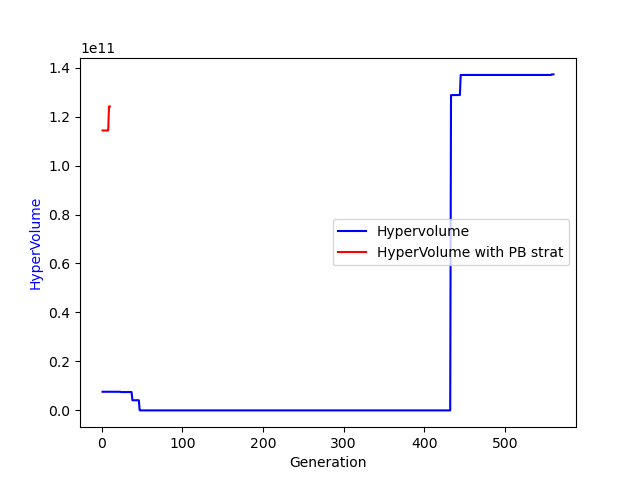 1e11
1.4
1.2
1.0
0.8
0.6
0.4
0.2
0.0
HyperVolume
Hypervolume
HyperVolume with PB strat
0 100 200 300 400 500
Generation